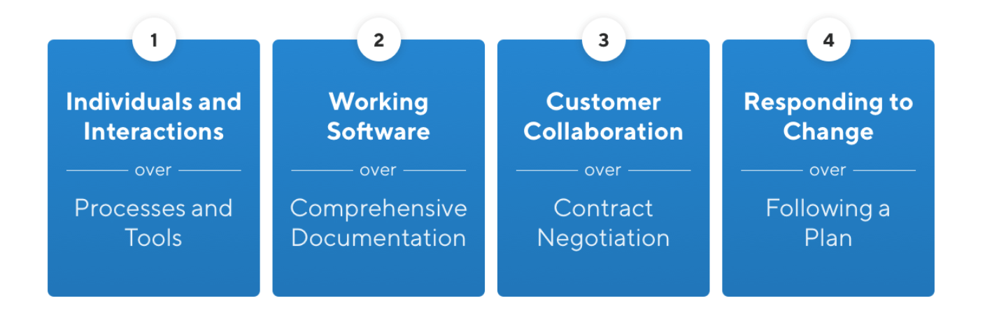 1
Individuals and
Interactions
over
Processes and
Tools
2
Working
Software
over
Comprehensive
Documentation
3
Customer
Collaboration
over
Contract
Negotiation
4
Responding to
Change
over
Following a
Plan